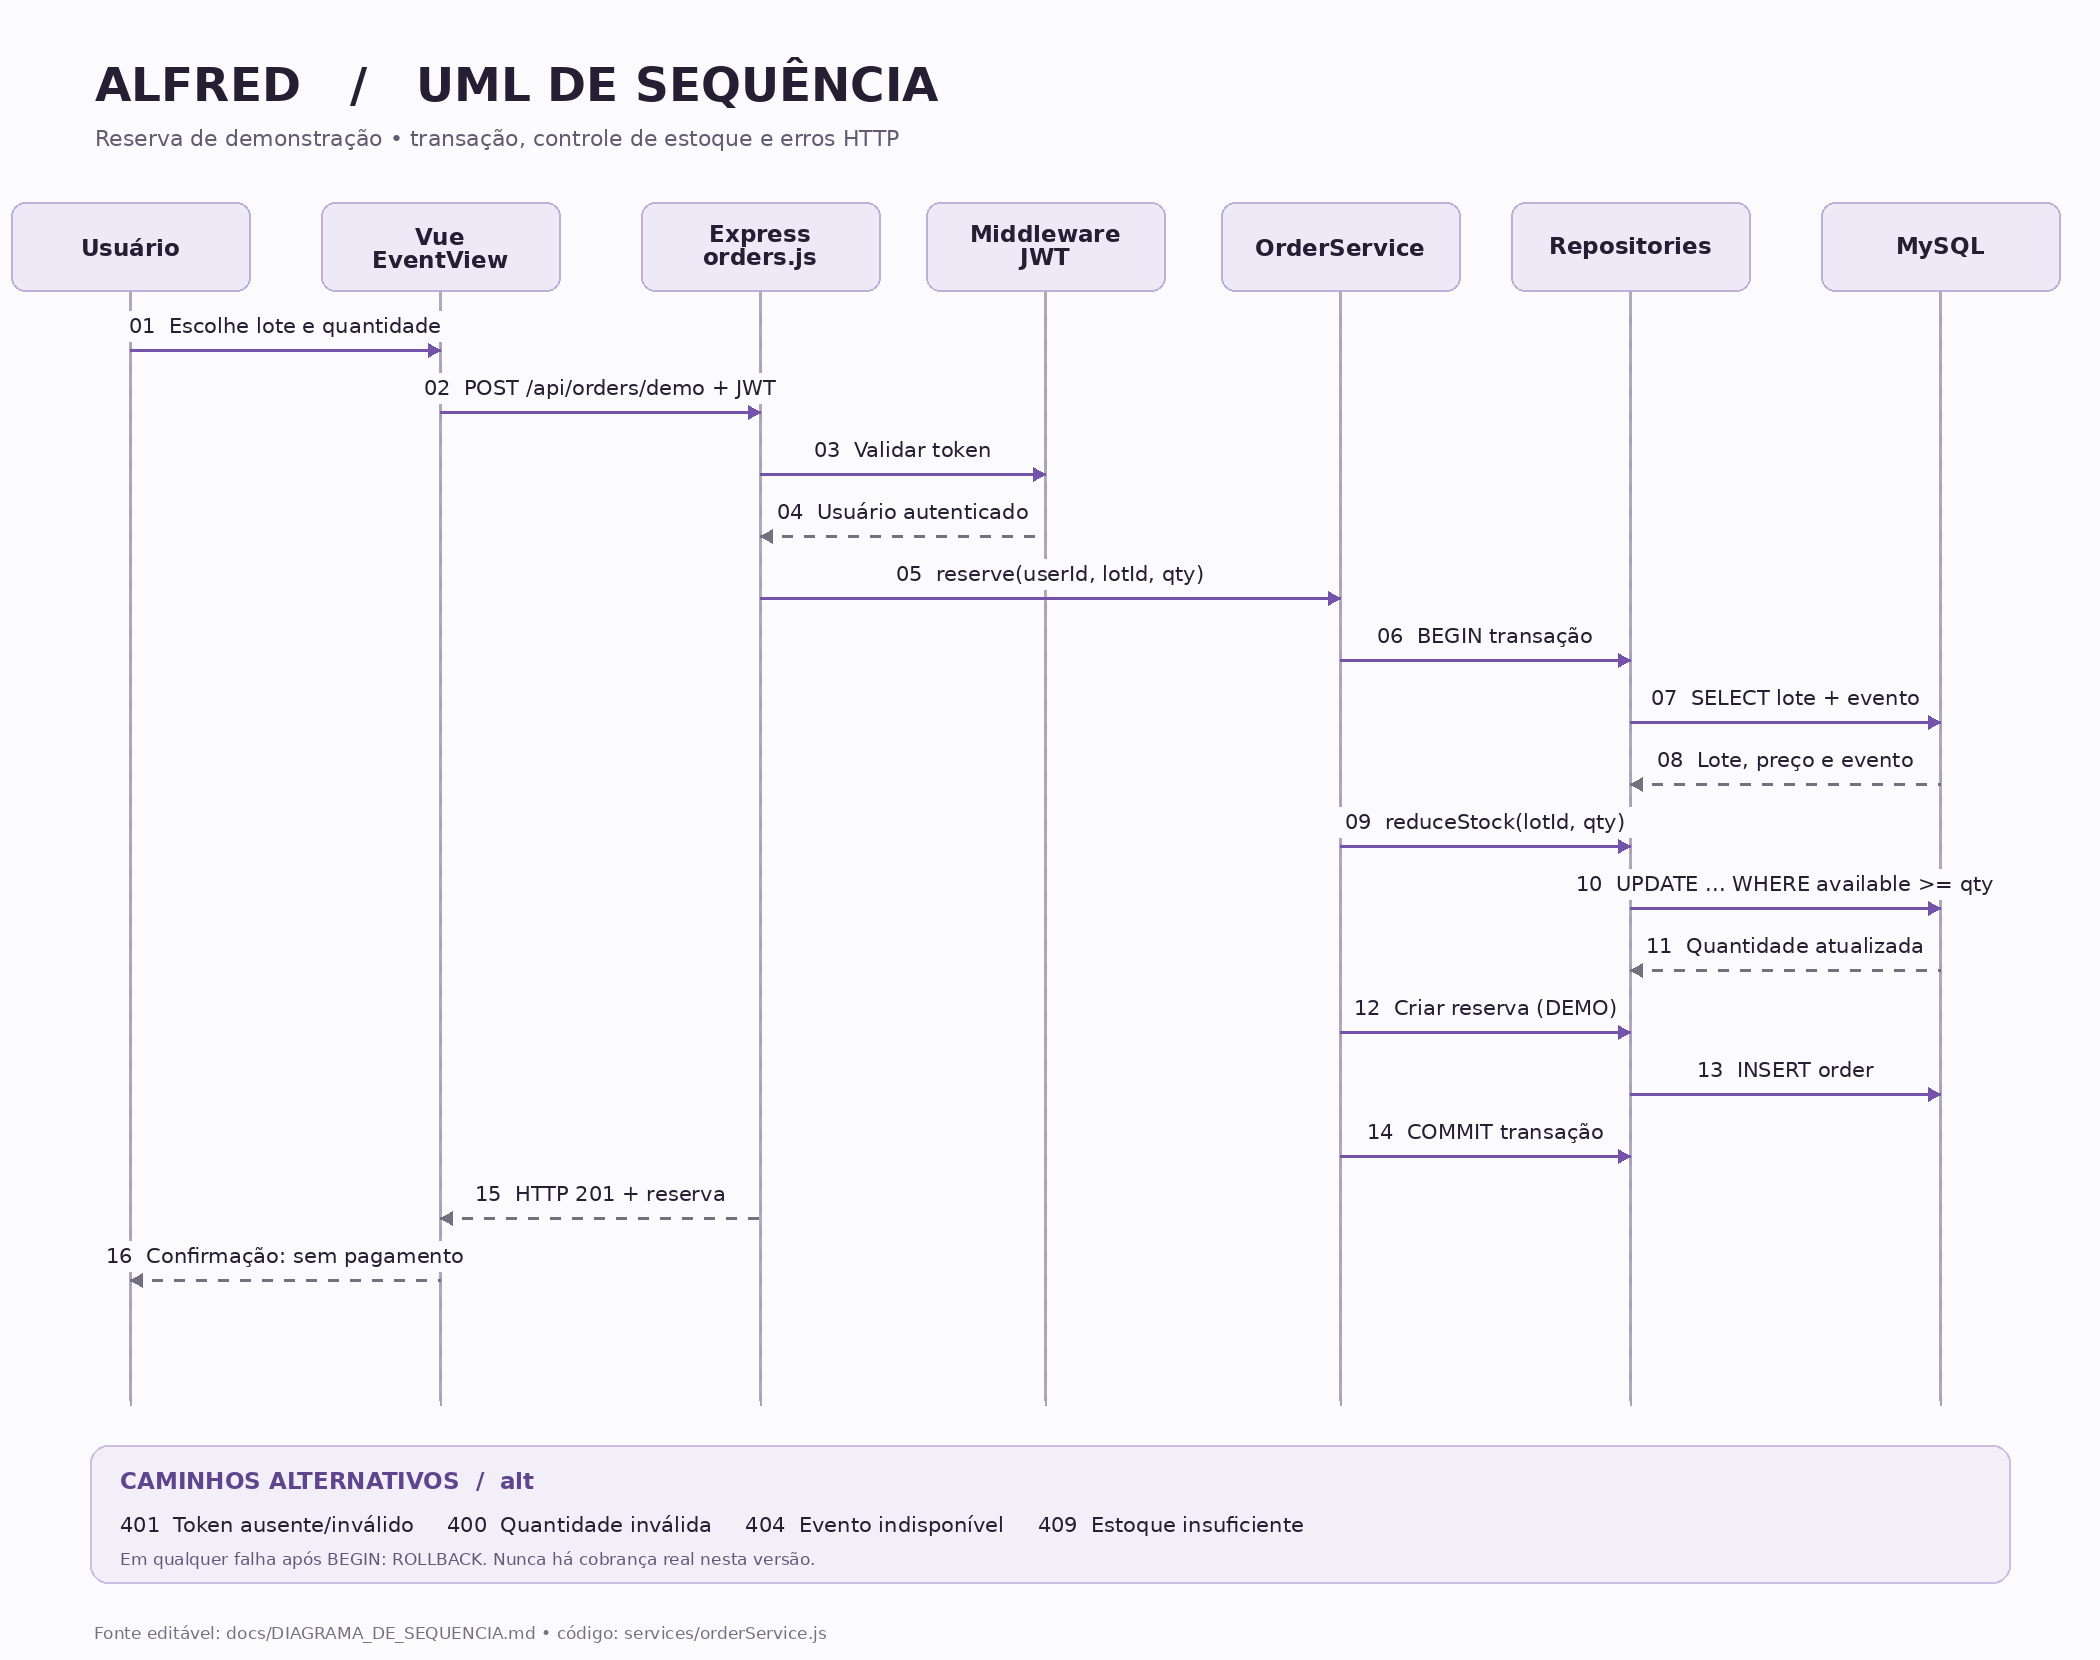 ALFRED / UML DE SEQUÊNCIA
Reserva de demonstração • transação, controle de estoque e erros HTTP
Usuário
Vue
EventView
Express
orders.js
Middleware
JWT
OrderService
Repositories
MySQL
01 Escolhe lote e quantidade
02 POST /api/orders/demo + JWT
03 Validar token
04 Usuário autenticado
05 reserve(userId, lotId, qty)
06 BEGIN transação
07 SELECT lote + evento
08 Lote, preço e evento
09 reduceStock(lotId, qty)
10 UPDATE ... WHERE available >= qty
11 Quantidade atualizada
12 Criar reserva (DEMO)
13 INSERT order
14 COMMIT transação
15 HTTP 201 + reserva
16 Confirmação: sem pagamento
CAMINHOS ALTERNATIVOS / alt
401 Token ausente/inválido 400 Quantidade inválida 404 Evento indisponível 409 Estoque insuficiente
Em qualquer falha após BEGIN: ROLLBACK. Nunca há cobrança real nesta versão.
Fonte editável: docs/DIAGRAMA_DE_SEQUENCIA.md • código: services/orderService.js